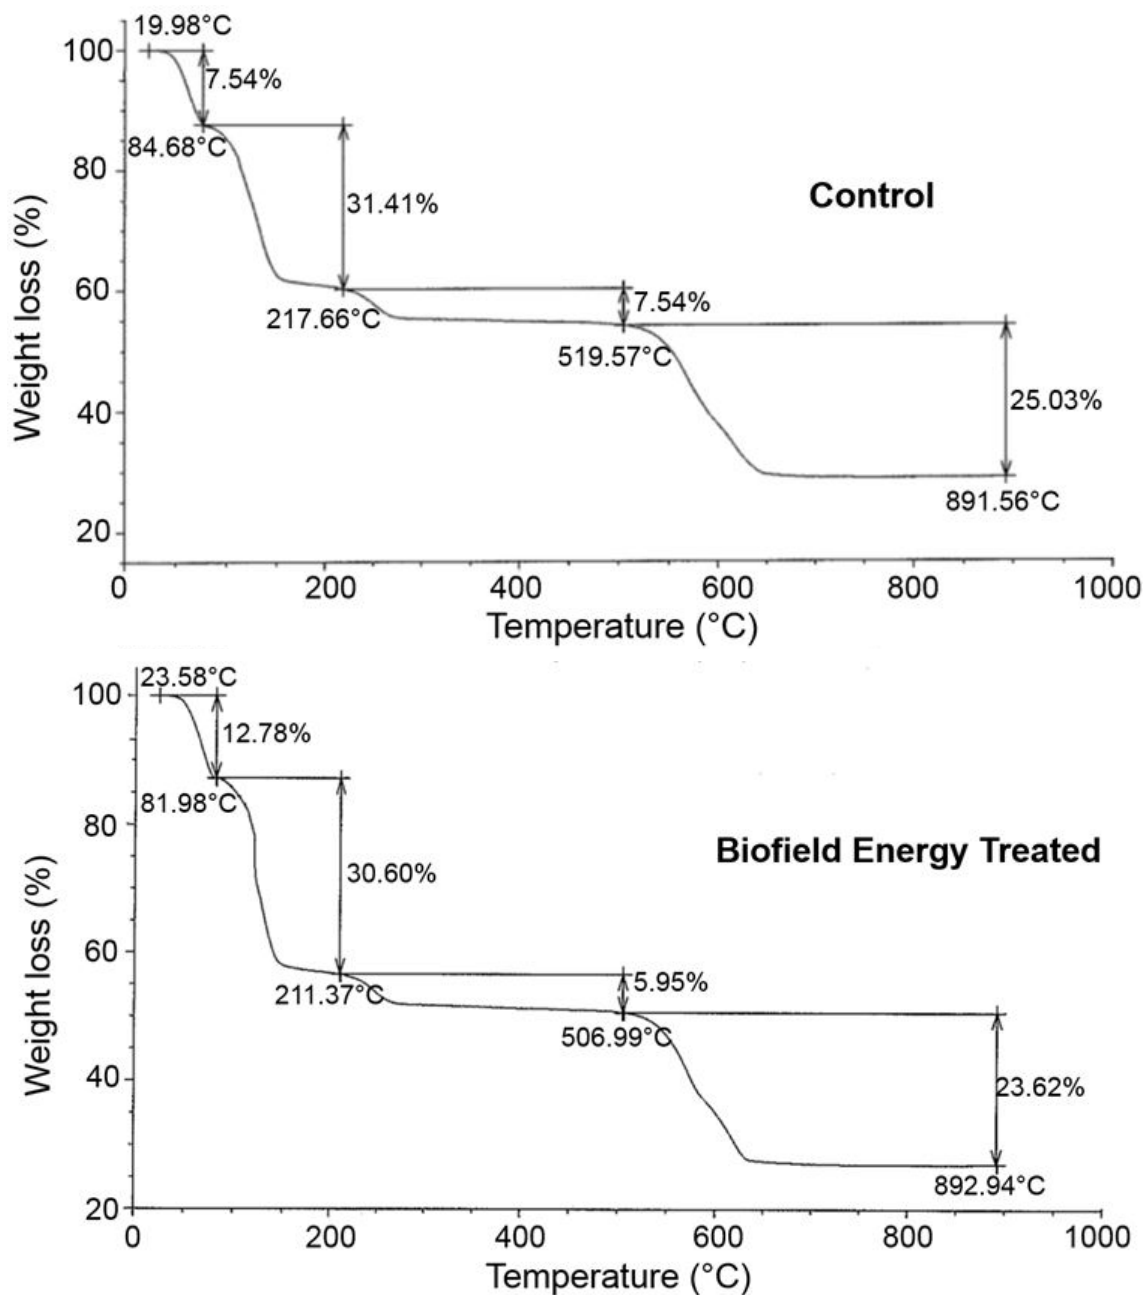 19.98°C
100
7.54%
84.68°C
80
31.41%
Control
Weight loss (%)
60
7.54%
217.66°C
519.57°C
40
25.03%
891.56°C
20
0 200 400 600 800 1000
Temperature (°C)
23.58°C
100
12.78%
81.98°C
80
Biofield Energy Treated
30.60%
Weight loss (%)
60
5.95%
211.37°C
506.99°C
40
23.62%
892.94°C
20
0 200 400 600 800 1000
Temperature (°C)